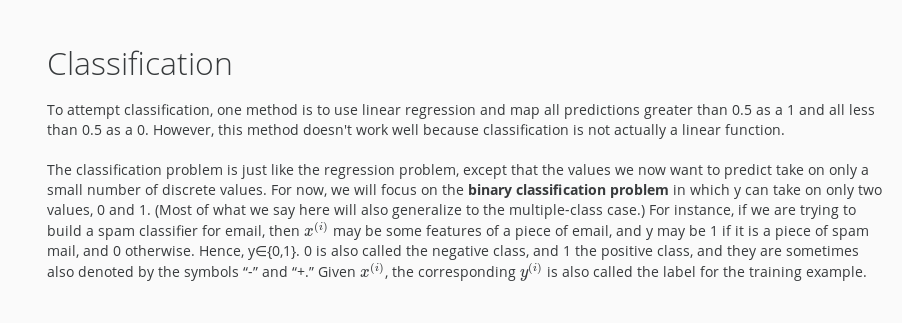 Classification
To attempt classification, one method is to use linear regression and map all predictions greater than 0.5 as a 1 and all less
than 0.5 as a 0. However, this method doesn't work well because classification is not actually a linear function.
The classification problem is just like the regression problem, except that the values we now want to predict take on only a
small number of discrete values. For now, we will focus on the binary classification problem in which y can take on only two
values, 0 and 1. (Most of what we say here will also generalize to the multiple-class case.) For instance, if we are trying to
build a spam classifier for email, then x⁽ⁱ⁾ may be some features of a piece of email, and y may be 1 if it is a piece of spam
mail, and 0 otherwise. Hence, y∈{0,1}. 0 is also called the negative class, and 1 the positive class, and they are sometimes
also denoted by the symbols “-” and “+.” Given x⁽ⁱ⁾, the corresponding y⁽ⁱ⁾ is also called the label for the training example.